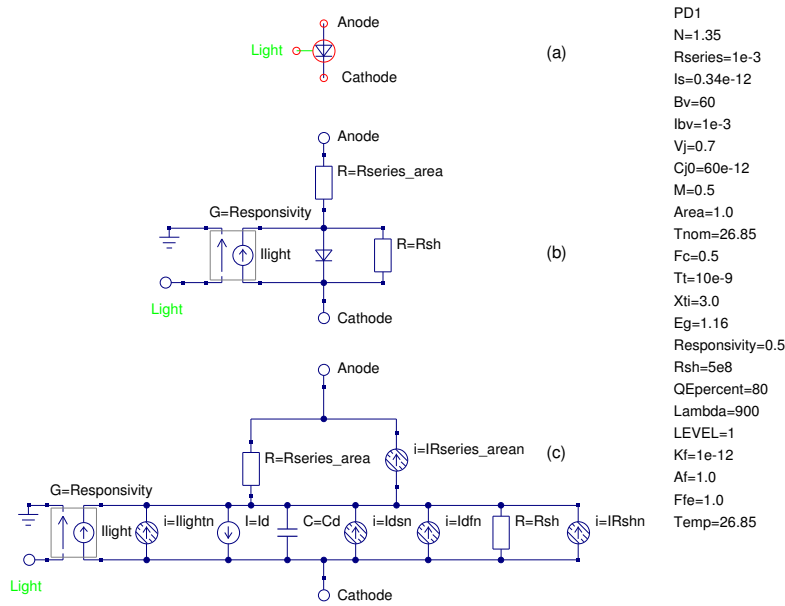 Anode
Light
Cathode
(a)
Anode
R=Rseries_area
G=Responsivity
Ilight
R=Rsh
(b)
Light
Cathode
Anode
R=Rseries_area
i=IRseries_arean
(c)
G=Responsivity
Ilight
i=Ilightn
I=Id
C=Cd
i=Idsn
i=Idfn
R=Rsh
i=IRshn
Light
Cathode
PD1
N=1.35
Rseries=1e-3
Is=0.34e-12
Bv=60
Ibv=1e-3
Vj=0.7
Cj0=60e-12
M=0.5
Area=1.0
Tnom=26.85
Fc=0.5
Tt=10e-9
Xti=3.0
Eg=1.16
Responsivity=0.5
Rsh=5e8
QEpercent=80
Lambda=900
LEVEL=1
Kf=1e-12
Af=1.0
Ffe=1.0
Temp=26.85